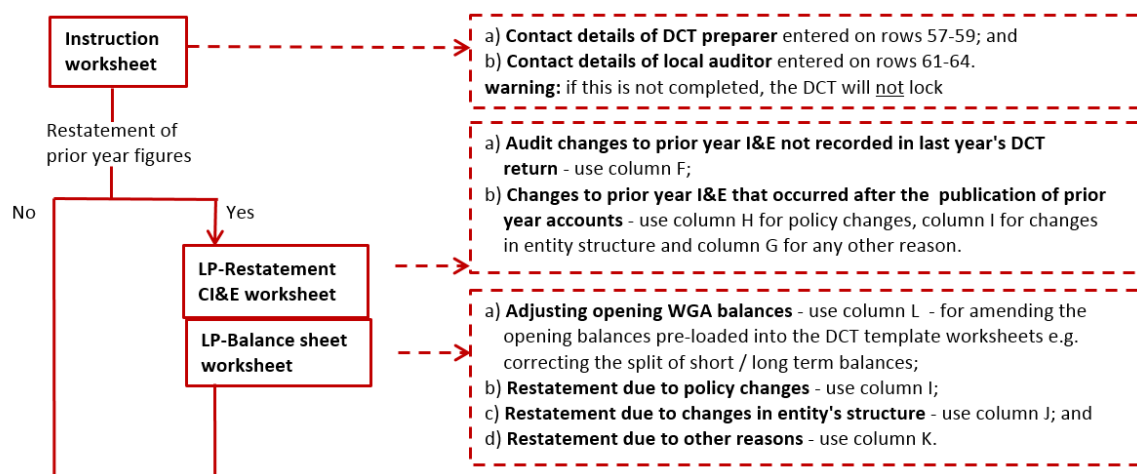 Instruction
worksheet
a) Contact details of DCT preparer entered on rows 57-59; and
b) Contact details of local auditor entered on rows 61-64.
warning: if this is not completed, the DCT will not lock
Restatement of
prior year figures
No
Yes
a) Audit changes to prior year I&E not recorded in last year's DCT
return - use column F;
b) Changes to prior year I&E that occurred after the publication of prior
year accounts - use column H for policy changes, column I for changes
in entity structure and column G for any other reason.
LP-Restatement
CI&E worksheet
LP-Balance sheet
worksheet
a) Adjusting opening WGA balances - use column L - for amending the
opening balances pre-loaded into the DCT template worksheets e.g.
correcting the split of short / long term balances;
b) Restatement due to policy changes - use column I;
c) Restatement due to changes in entity's structure - use column J; and
d) Restatement due to other reasons - use column K.